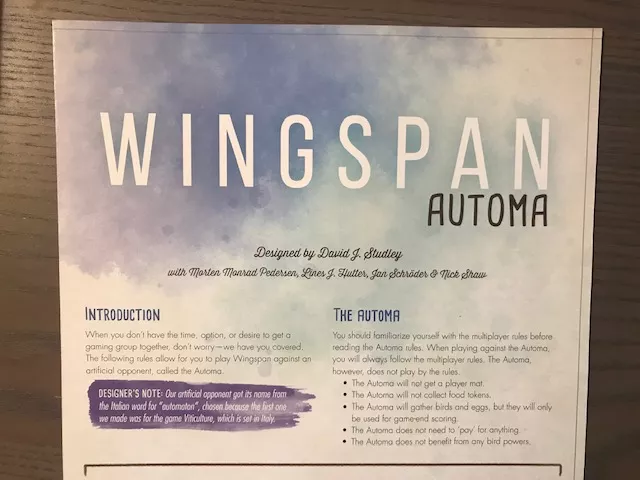 WINGSPAN
AUTOMA
Designed by David J. Studley
with Morten Monrad Pedersen, Lines J. Hutter, Jan Schröder & Nick Shaw
INTRODUCTION
When you don't have the time, option, or desire to get a
gaming group together, don't worry—we have you covered.
The following rules allow for you to play Wingspan against an
artificial opponent, called the Automa.
DESIGNER'S NOTE: Our artificial opponent got its name from
the Italian word for "automaton", chosen because the first one
we made was for the game Viticulture, which is set in Italy.
THE AUTOMA
You should familiarize yourself with the multiplayer rules before
reading the Automa rules. When playing against the Automa,
you will always follow the multiplayer rules. The Automa,
however, does not play by the rules.
• The Automa will not get a player mat.
• The Automa will not collect food tokens.
• The Automa will gather birds and eggs, but they will only
be used for game-end scoring.
• The Automa does not need to 'pay' for anything.
• The Automa does not benefit from any bird powers.